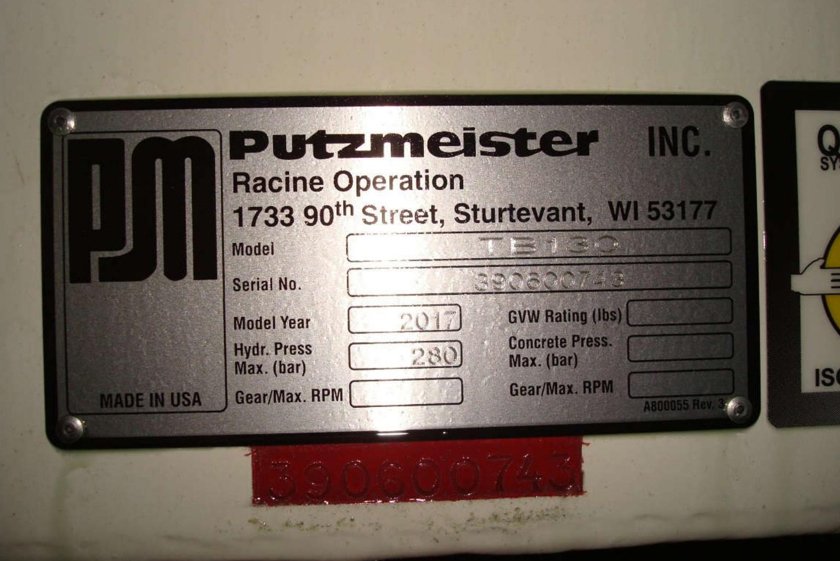 PM
Putzmeister INC.
Racine Operation
1733 90th Street, Sturtevant, WI 53177
Model TB130
Serial No. 390600743
Model Year 2017
GVW Rating (lbs)
Hydr. Press
Max. (bar) 280
Concrete Press.
Max. (bar)
Gear/Max. RPM
Gear/Max. RPM
MADE IN USA
A800055 Rev. 3
390600743
Q
SY
ISO